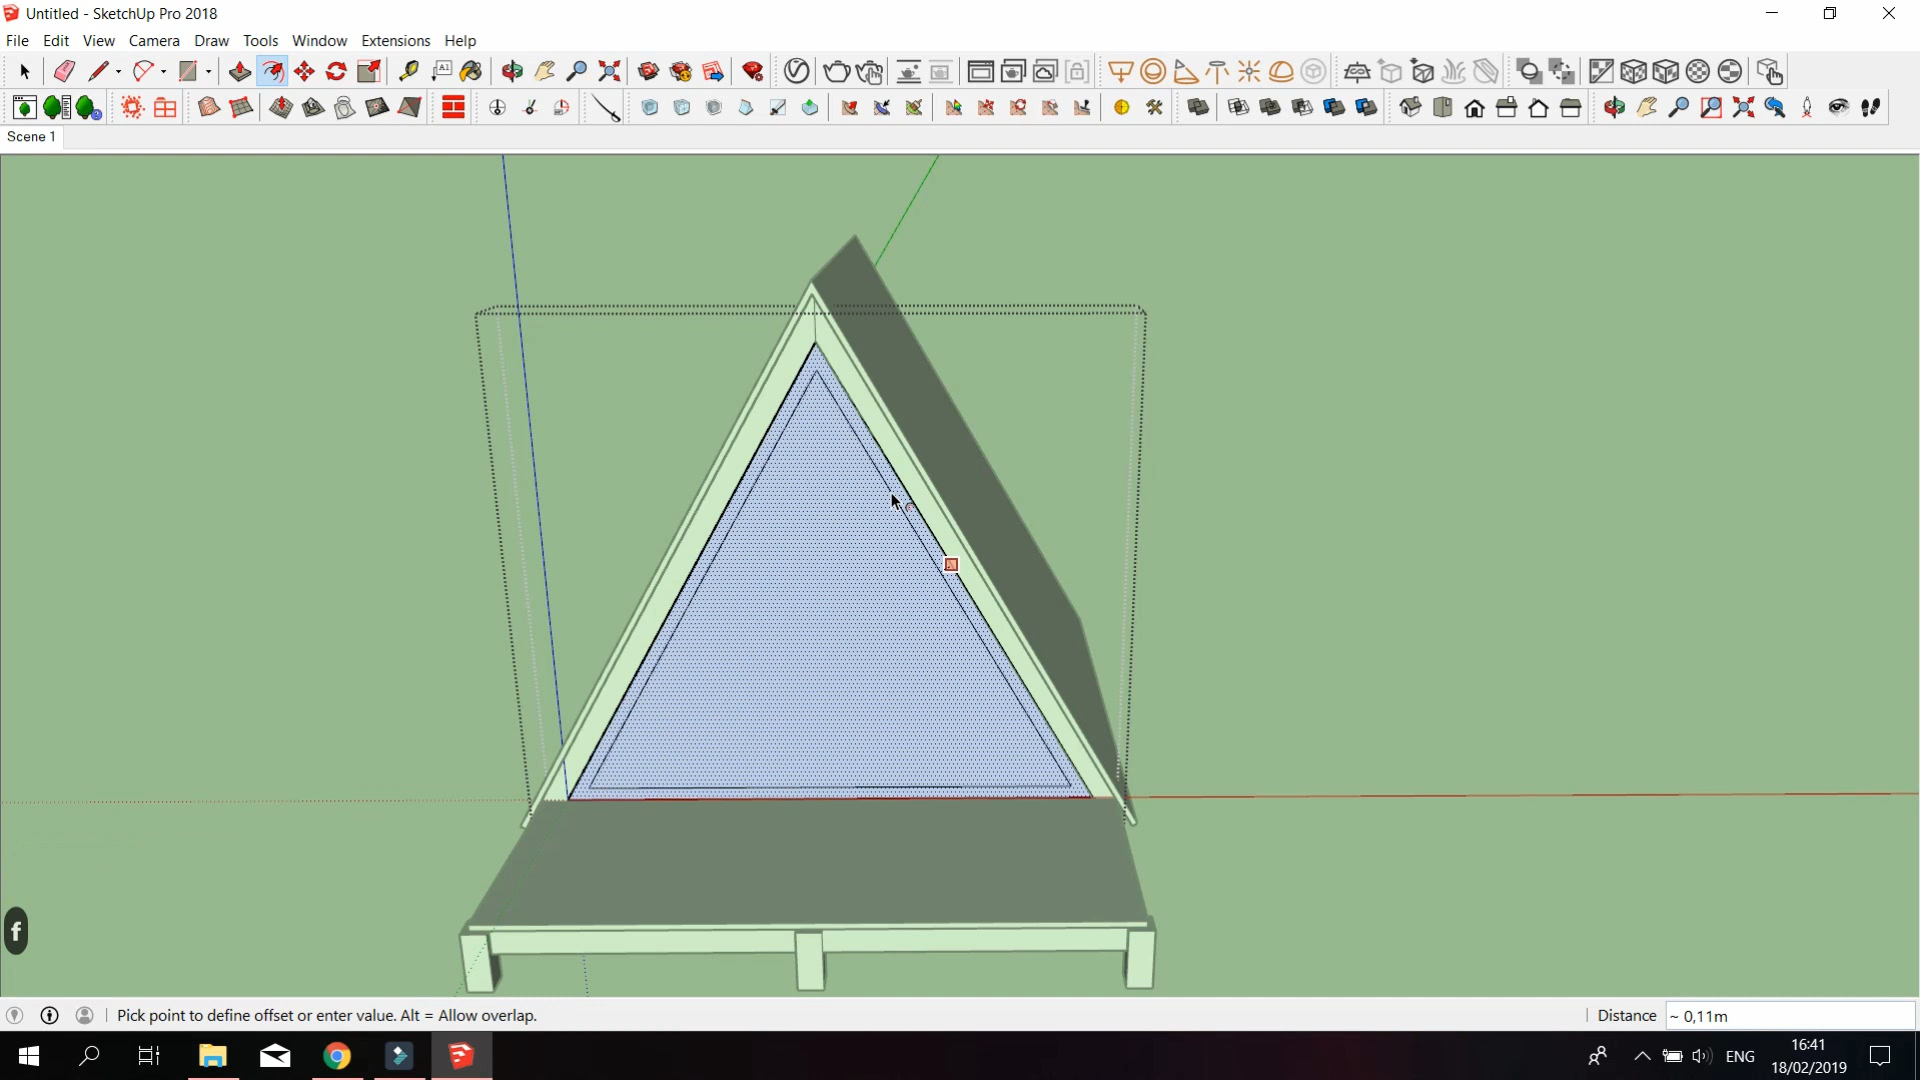 Untitled - SketchUp Pro 2018
File Edit View Camera Draw Tools Window Extensions Help
A1
Scene 1
f
Pick point to define offset or enter value. Alt = Allow overlap.
Distance ~ 0,11m
ENG
16:41
18/02/2019